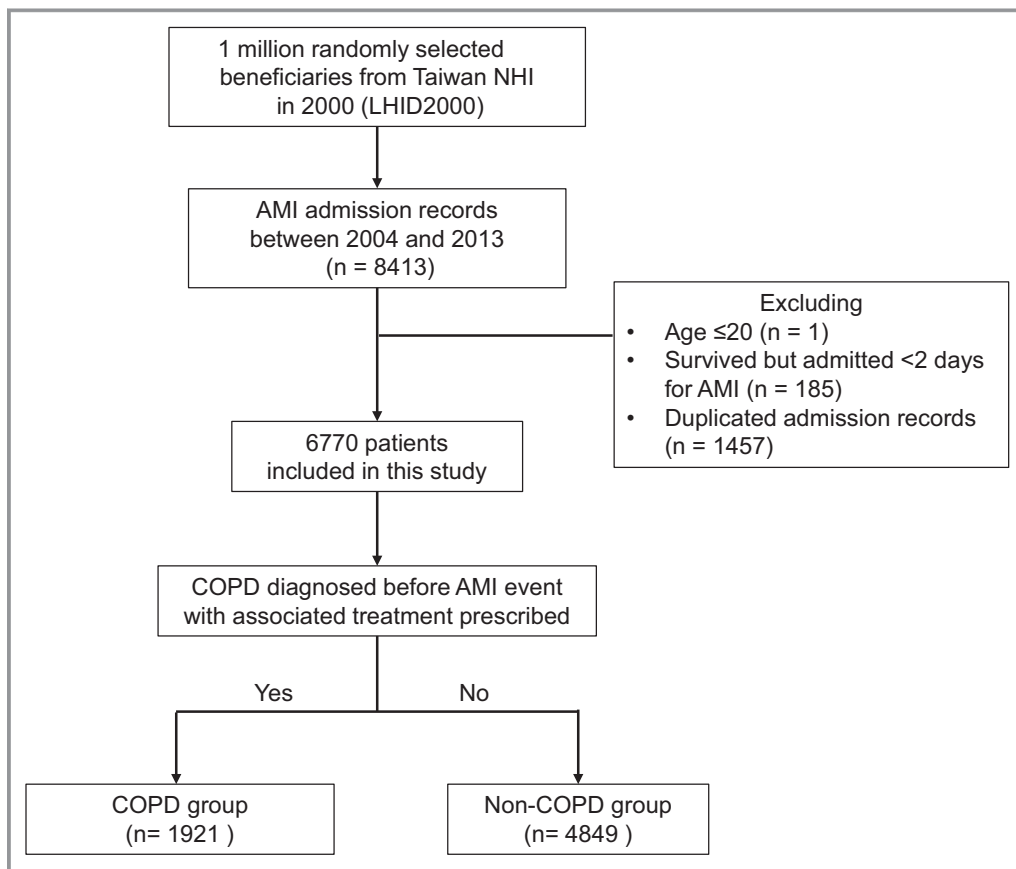 1 million randomly selected
beneficiaries from Taiwan NHI
in 2000 (LHID2000)
AMI admission records
between 2004 and 2013
(n = 8413)
Excluding
• Age ≤20 (n = 1)
• Survived but admitted <2 days
for AMI (n = 185)
• Duplicated admission records
(n = 1457)
6770 patients
included in this study
COPD diagnosed before AMI event
with associated treatment prescribed
Yes
No
COPD group
(n= 1921 )
Non-COPD group
(n= 4849 )